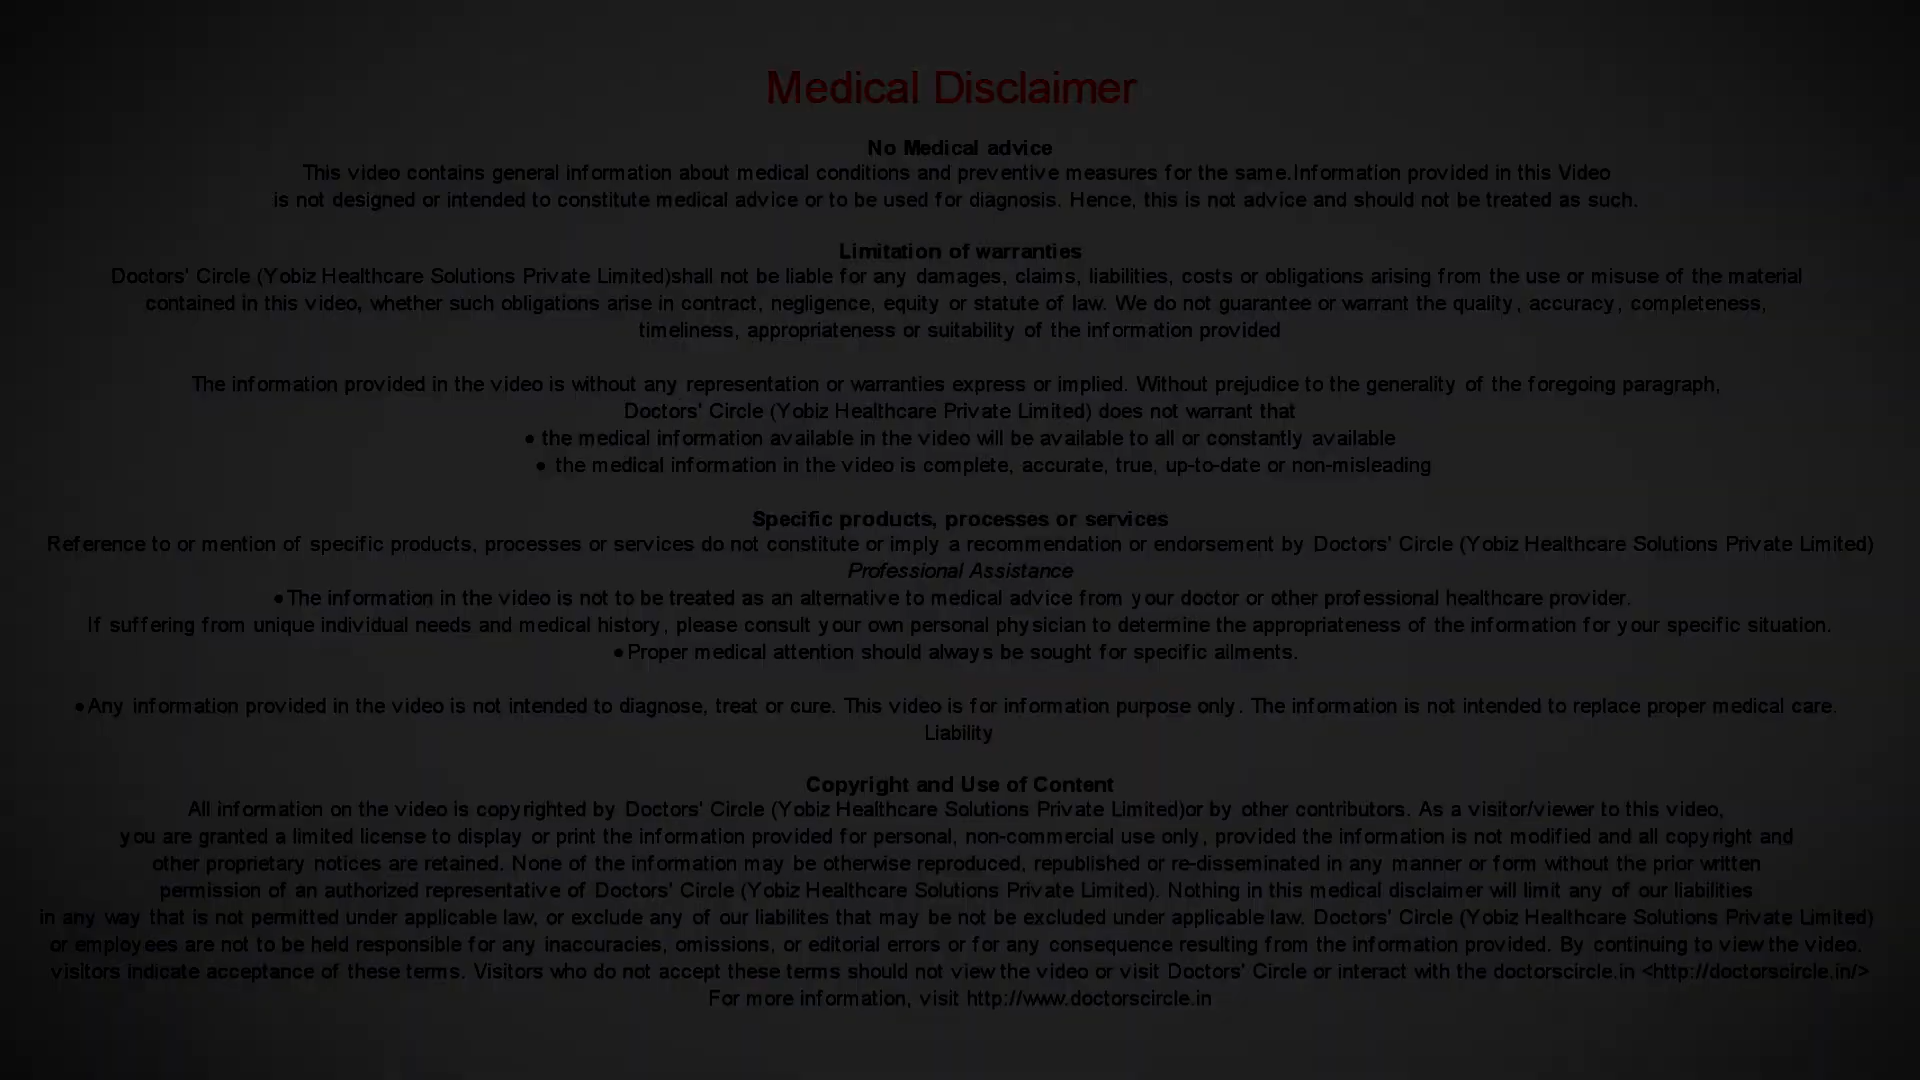 Medical Disclaimer
No Medical advice
This video contains general information about medical conditions and preventive measures for the same.Information provided in this Video
is not designed or intended to constitute medical advice or to be used for diagnosis. Hence, this is not advice and should not be treated as such.
Limitation of warranties
Doctors' Circle (Yobiz Healthcare Solutions Private Limited)shall not be liable for any damages, claims, liabilities, costs or obligations arising from the use or misuse of the material
contained in this video, whether such obligations arise in contract, negligence, equity or statute of law. We do not guarantee or warrant the quality, accuracy, completeness,
timeliness, appropriateness or suitability of the information provided
The information provided in the video is without any representation or warranties express or implied. Without prejudice to the generality of the foregoing paragraph,
Doctors' Circle (Yobiz Healthcare Private Limited) does not warrant that
● the medical information available in the video will be available to all or constantly available
● the medical information in the video is complete, accurate, true, up-to-date or non-misleading
Specific products, processes or services
Reference to or mention of specific products, processes or services do not constitute or imply a recommendation or endorsement by Doctors' Circle (Yobiz Healthcare Solutions Private Limited)
Professional Assistance
●The information in the video is not to be treated as an alternative to medical advice from your doctor or other professional healthcare provider.
If suffering from unique individual needs and medical history, please consult your own personal physician to determine the appropriateness of the information for your specific situation.
●Proper medical attention should always be sought for specific ailments.
●Any information provided in the video is not intended to diagnose, treat or cure. This video is for information purpose only. The information is not intended to replace proper medical care.
Liability
Copyright and Use of Content
All information on the video is copyrighted by Doctors' Circle (Yobiz Healthcare Solutions Private Limited)or by other contributors. As a visitor/viewer to this video,
you are granted a limited license to display or print the information provided for personal, non-commercial use only, provided the information is not modified and all copyright and
other proprietary notices are retained. None of the information may be otherwise reproduced, republished or re-disseminated in any manner or form without the prior written
permission of an authorized representative of Doctors' Circle (Yobiz Healthcare Solutions Private Limited). Nothing in this medical disclaimer will limit any of our liabilities
in any way that is not permitted under applicable law, or exclude any of our liabilites that may be not be excluded under applicable law. Doctors' Circle (Yobiz Healthcare Solutions Private Limited)
or employees are not to be held responsible for any inaccuracies, omissions, or editorial errors or for any consequence resulting from the information provided. By continuing to view the video,
visitors indicate acceptance of these terms. Visitors who do not accept these terms should not view the video or visit Doctors' Circle or interact with the doctorscircle.in <http://doctorscircle.in/>
For more information, visit http://www.doctorscircle.in